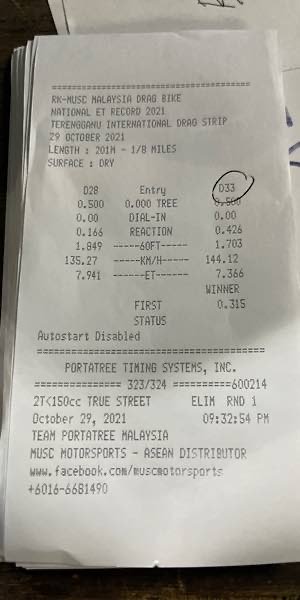 ==========================================
RK-MUSC MALAYSIA DRAG BIKE
NATIONAL ET RECORD 2021
TERENGGANU INTERNATIONAL DRAG STRIP
29 OCTOBER 2021
LENGTH : 201M - 1/8 MILES
SURFACE : DRY
D28 Entry D33
0.500 0.000 TREE 0.500
0.00 DIAL-IN 0.00
0.166 REACTION 0.426
1.849 ------60FT----- 1.703
135.27 -----KM/H----- 144.12
7.941 ------ET------ 7.366
WINNER
FIRST 0.315
STATUS
Autostart Disabled
==========================================
PORTATREE TIMING SYSTEMS, INC.
=============== 323/324 ==========600214
2T<150cc TRUE STREET ELIM RND 1
October 29, 2021 09:32:54 PM
TEAM PORTATREE MALAYSIA
MUSC MOTORSPORTS - ASEAN DISTRIBUTOR
www.facebook.com/muscmotorsports
+6016-6681490